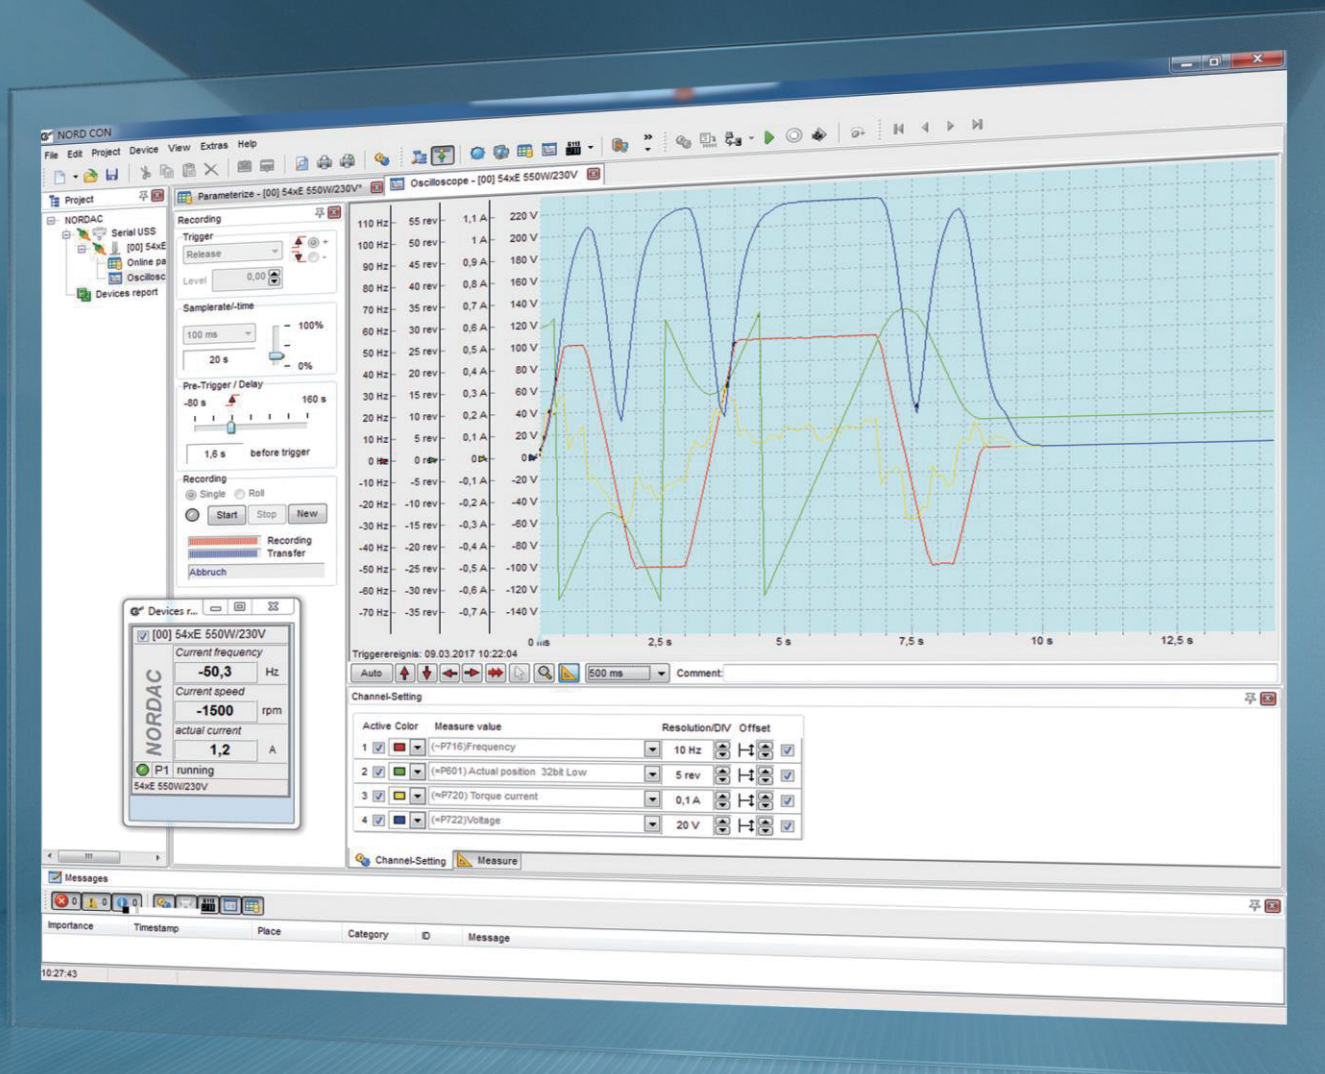 NORD CON
File Edit Project Device View Extras Help
Project
NORDAC
Serial USS
[00] 54xE
Online pa
Oscillosc
Devices report
Parameterize - [00] 54xE 550W/230V*
Oscilloscope - [00] 54xE 550W/230V
Recording
Trigger
Release
+
-
Level 0,00
Samplerate/-time
100 ms
100%
20 s
0%
Pre-Trigger / Delay
-80 s 160 s
1,6 s before trigger
Recording
Single Roll
Start Stop New
Recording
Transfer
Abbruch
110 Hz 55 rev 1,1 A 220 V
100 Hz 50 rev 1 A 200 V
90 Hz 45 rev 0,9 A 180 V
80 Hz 40 rev 0,8 A 160 V
70 Hz 35 rev 0,7 A 140 V
60 Hz 30 rev 0,6 A 120 V
50 Hz 25 rev 0,5 A 100 V
40 Hz 20 rev 0,4 A 80 V
30 Hz 15 rev 0,3 A 60 V
20 Hz 10 rev 0,2 A 40 V
10 Hz 5 rev 0,1 A 20 V
-10 Hz -5 rev -0,1 A -20 V
-20 Hz -10 rev -0,2 A -40 V
-30 Hz -15 rev -0,3 A -60 V
-40 Hz -20 rev -0,4 A -80 V
-50 Hz -25 rev -0,5 A -100 V
-60 Hz -30 rev -0,6 A -120 V
-70 Hz -35 rev -0,7 A -140 V
0 ms 2,5 s 5 s 7,5 s 10 s 12,5 s
Triggerereignis: 09.03.2017 10:22:04
Auto 500 ms Comment:
Channel-Setting
Active Color Measure value Resolution/DIV Offset
1 (~P716)Frequency 10 Hz
2 (=P601) Actual position 32bit Low 5 rev
3 (≈P720) Torque current 0,1 A
4 (=P722)Voltage 20 V
Channel-Setting Measure
Devices r...
[00] 54xE 550W/230V
NORDAC
Current frequency
-50,3 Hz
Current speed
-1500 rpm
actual current
1,2 A
P1 running
54xE 550W/230V
Messages
0 0 0
Importance Timestamp Place Category ID Message
10:27:43